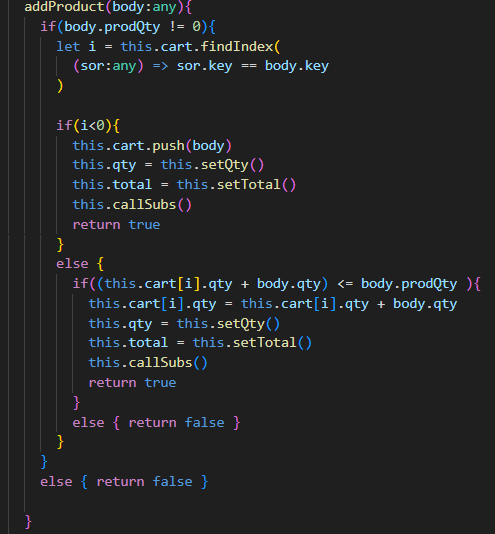 addProduct(body:any){
if(body.prodQty != 0){
let i = this.cart.findIndex(
(sor:any) => sor.key == body.key
)
if(i<0){
this.cart.push(body)
this.qty = this.setQty()
this.total = this.setTotal()
this.callSubs()
return true
}
else {
if((this.cart[i].qty + body.qty) <= body.prodQty ){
this.cart[i].qty = this.cart[i].qty + body.qty
this.qty = this.setQty()
this.total = this.setTotal()
this.callSubs()
return true
}
else { return false }
}
}
else { return false }
}